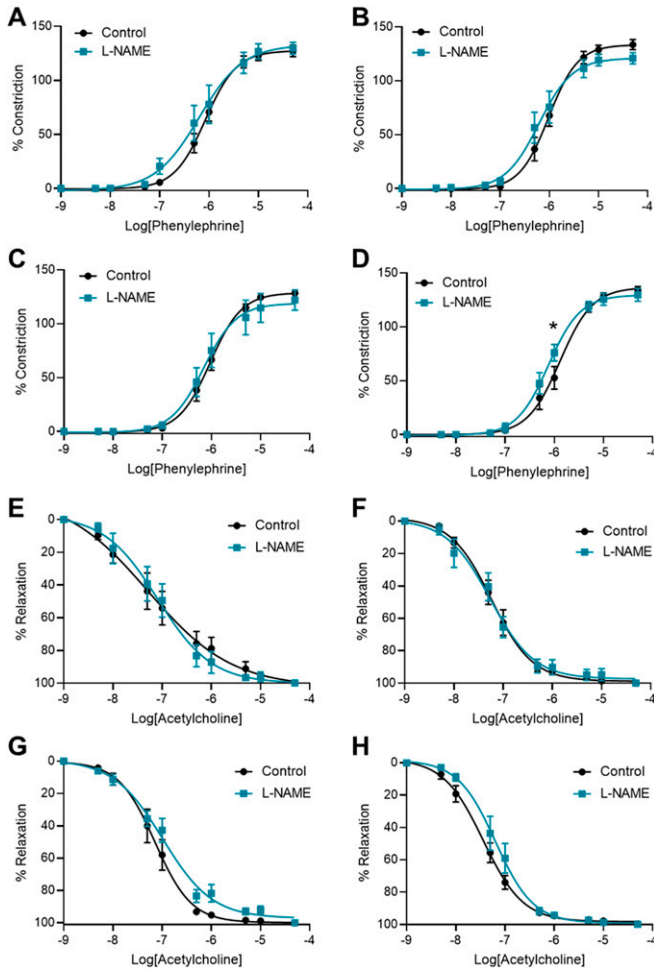 A
Control
L-NAME
% Constriction
150
100
50
0
-9 -8 -7 -6 -5 -4
Log[Phenylephrine]
B
Control
L-NAME
% Constriction
150
100
50
0
-9 -8 -7 -6 -5 -4
Log[Phenylephrine]
C
Control
L-NAME
% Constriction
150
100
50
0
-9 -8 -7 -6 -5 -4
Log[Phenylephrine]
D
Control
L-NAME
*
% Constriction
150
100
50
0
-9 -8 -7 -6 -5 -4
Log[Phenylephrine]
E
Control
L-NAME
% Relaxation
0
20
40
60
80
100
-9 -8 -7 -6 -5 -4
Log[Acetylcholine]
F
Control
L-NAME
% Relaxation
0
20
40
60
80
100
-9 -8 -7 -6 -5 -4
Log[Acetylcholine]
G
Control
L-NAME
% Relaxation
0
20
40
60
80
100
-9 -8 -7 -6 -5 -4
Log[Acetylcholine]
H
Control
L-NAME
% Relaxation
0
20
40
60
80
100
-9 -8 -7 -6 -5 -4
Log[Acetylcholine]